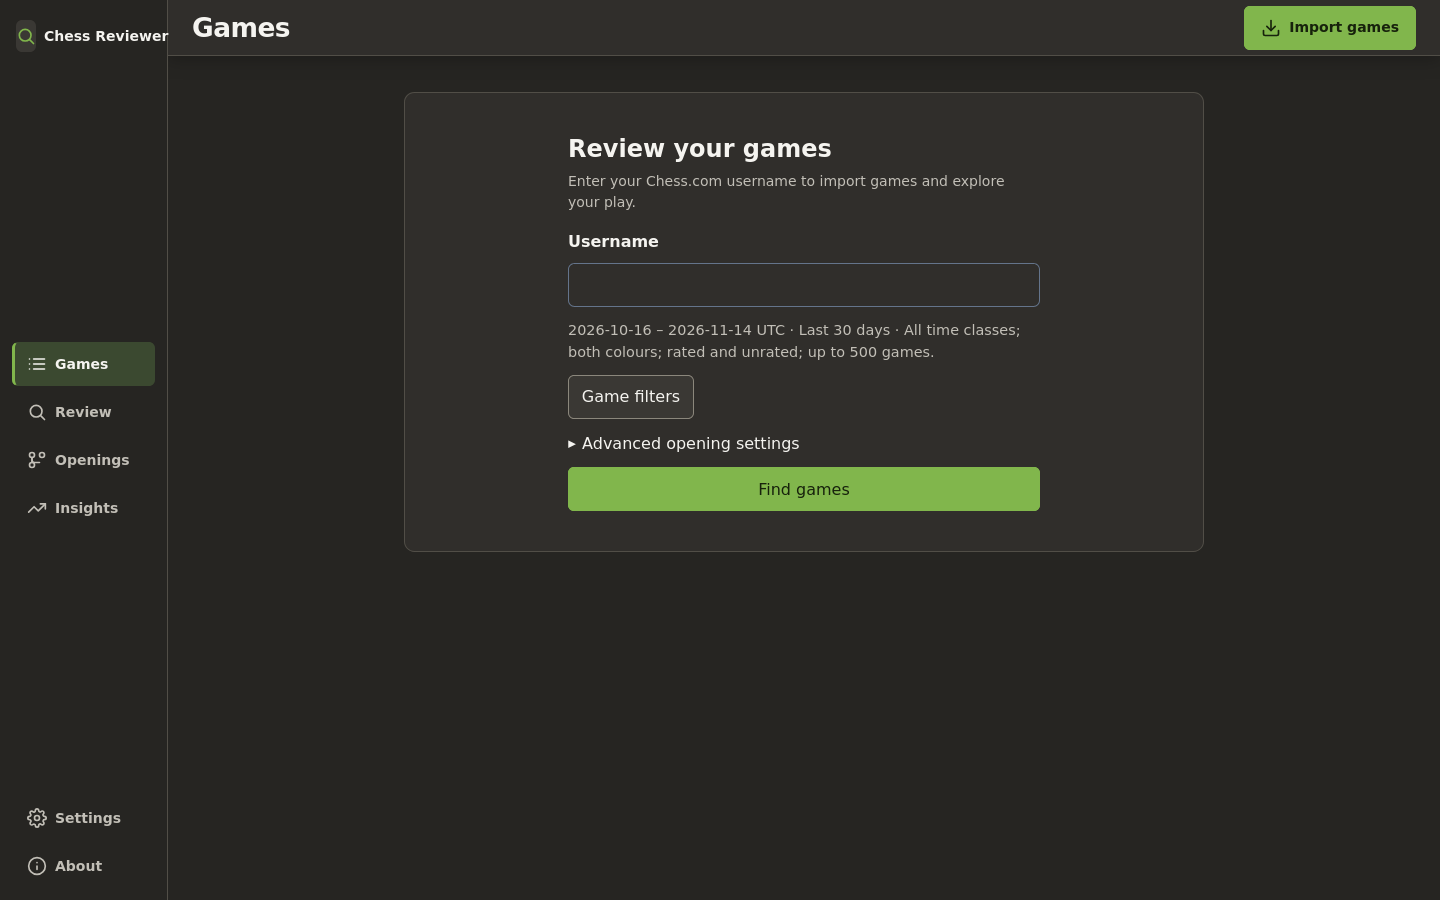 Chess Reviewer
Games
Review
Openings
Insights
Settings
About
Games
Import games
Review your games
Enter your Chess.com username to import games and explore
your play.
Username
2026-10-16 – 2026-11-14 UTC · Last 30 days · All time classes;
both colours; rated and unrated; up to 500 games.
Game filters
▸ Advanced opening settings
Find games